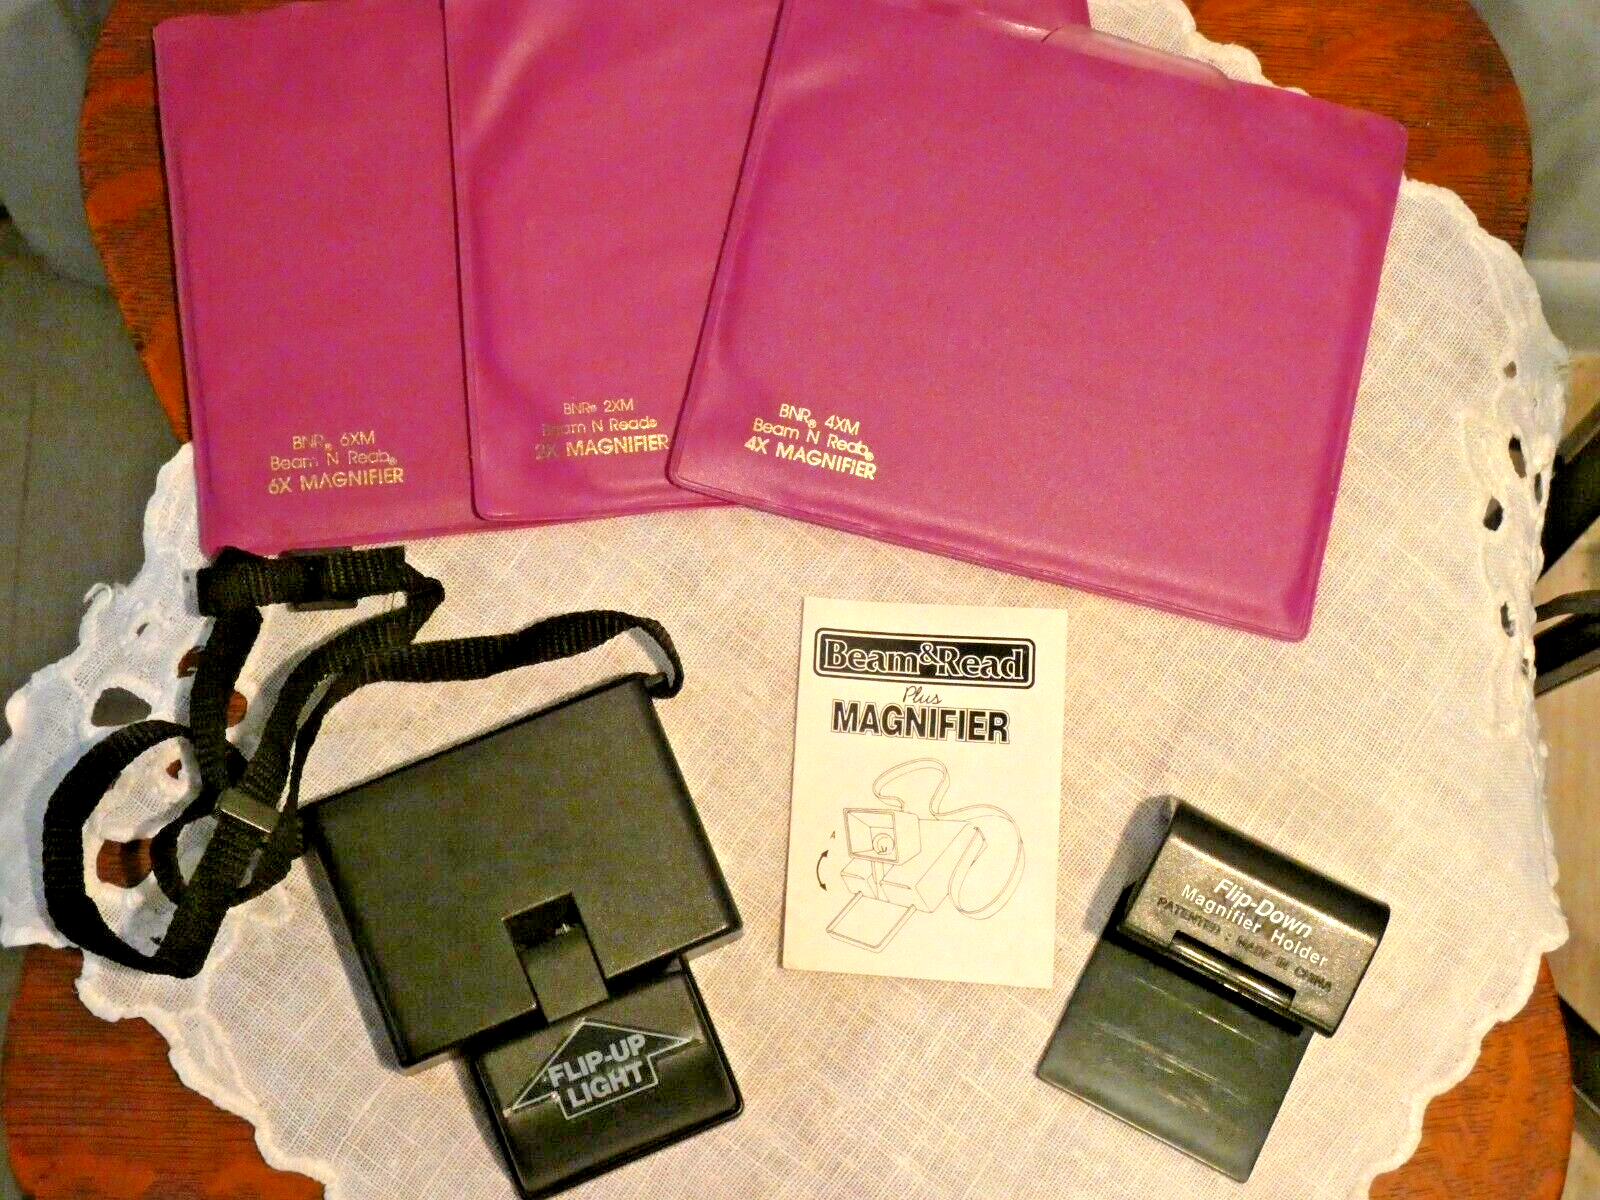 BNR® 6XM
Beam N Read®
6X MAGNIFIER
BNR® 2XM
Beam N Read®
2X MAGNIFIER
BNR® 4XM
Beam N Read®
4X MAGNIFIER
Beam & Read
Plus
MAGNIFIER
A
FLIP-UP
LIGHT
Flip-Down
Magnifier Holder
PATENTED • MADE IN CHINA